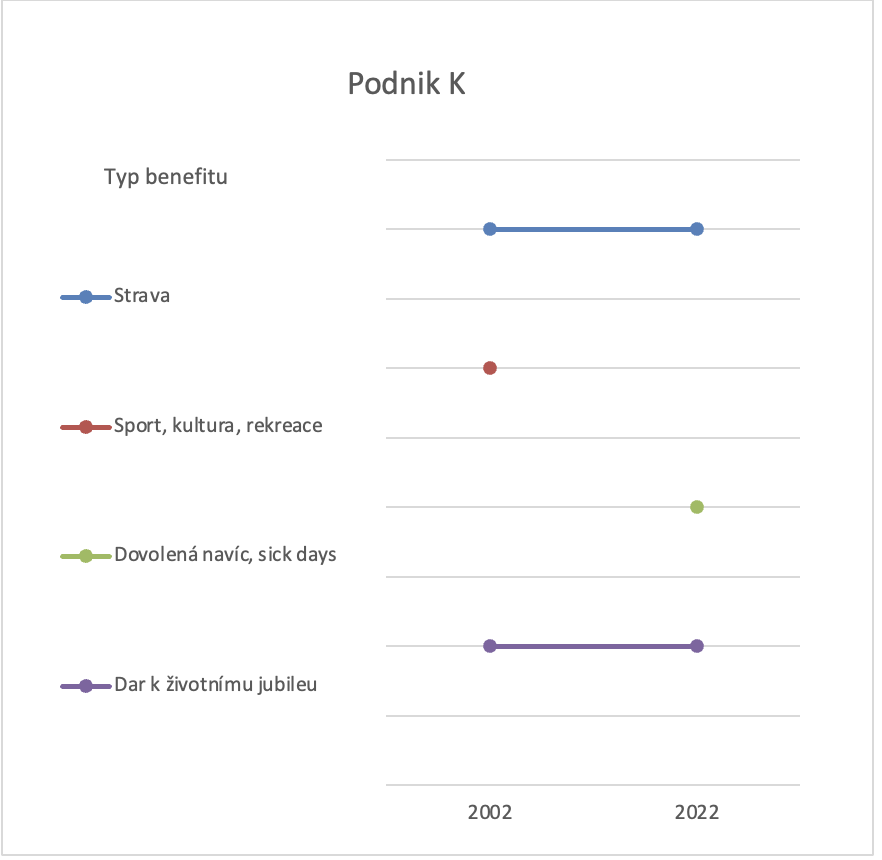 Podnik K
Typ benefitu
Strava
Sport, kultura, rekreace
Dovolená navíc, sick days
Dar k životnímu jubileu
2002
2022